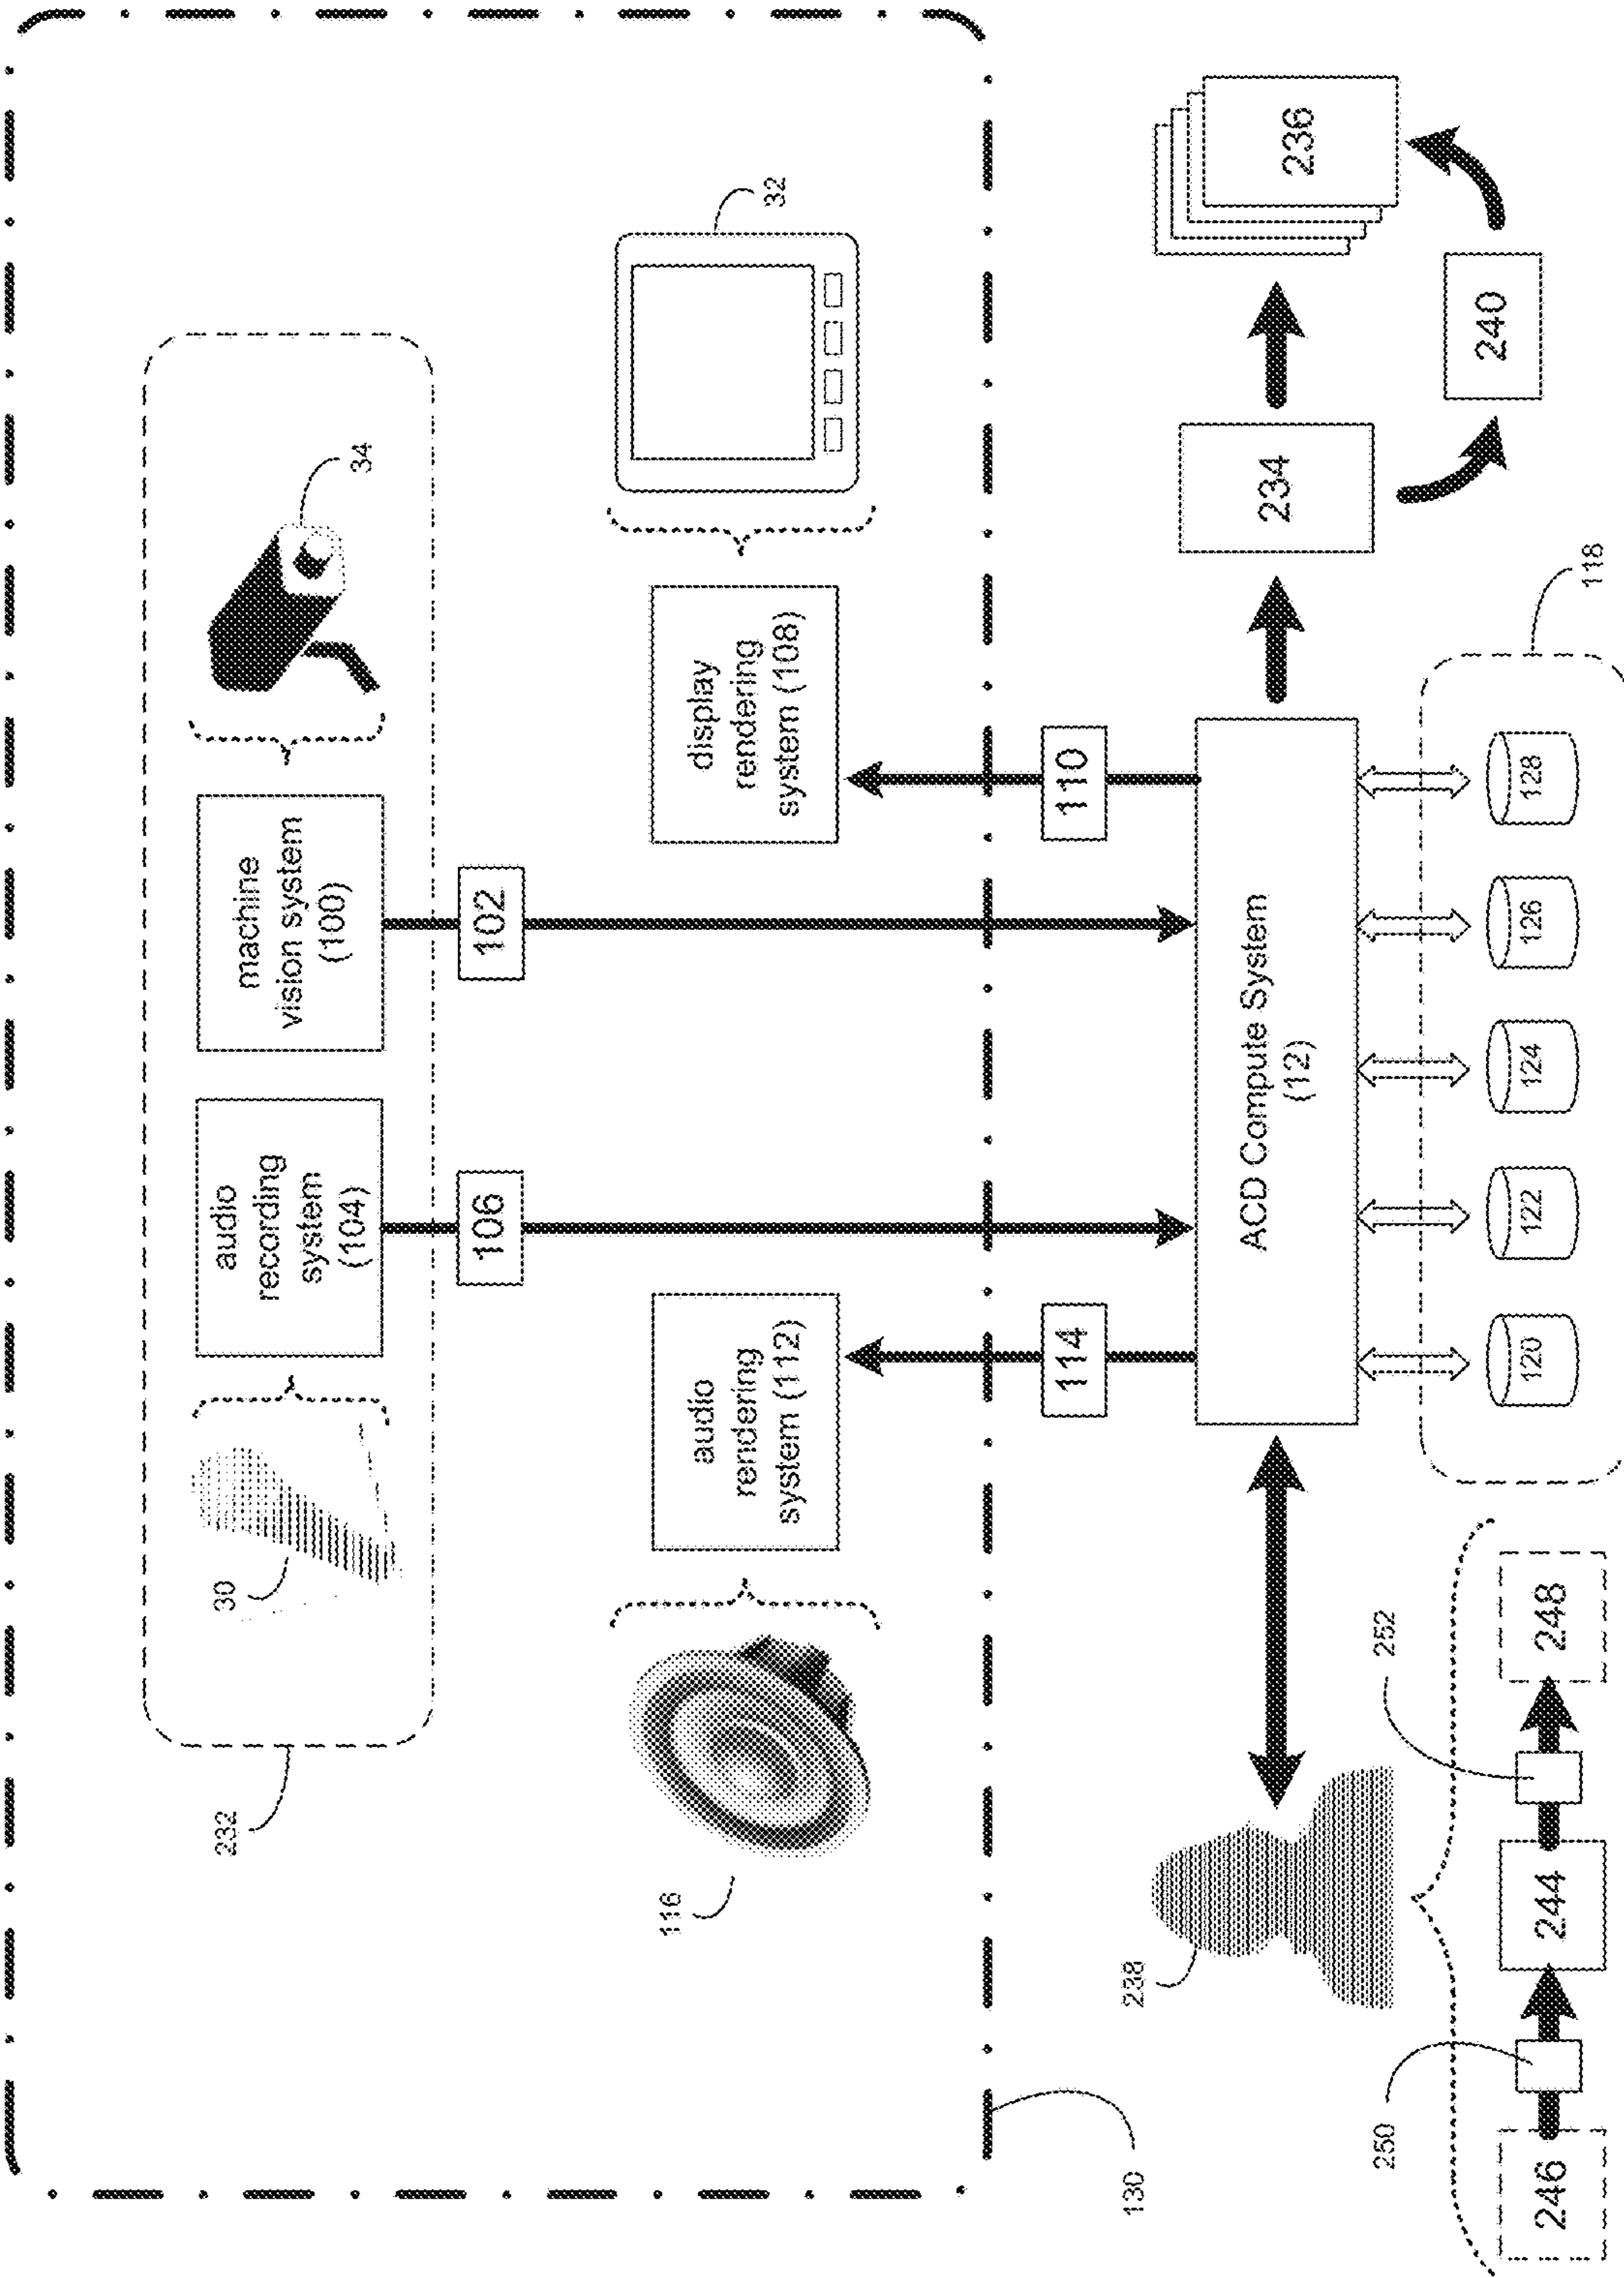 232
30
audio
recording
system
(104)
machine
vision system
(100)
34
106
102
116
audio
rendering
system (112)
display
rendering
system (108)
32
130
114
110
238
ACD Compute System
(12)
234
236
240
118
120
122
124
126
128
250
252
246
244
248